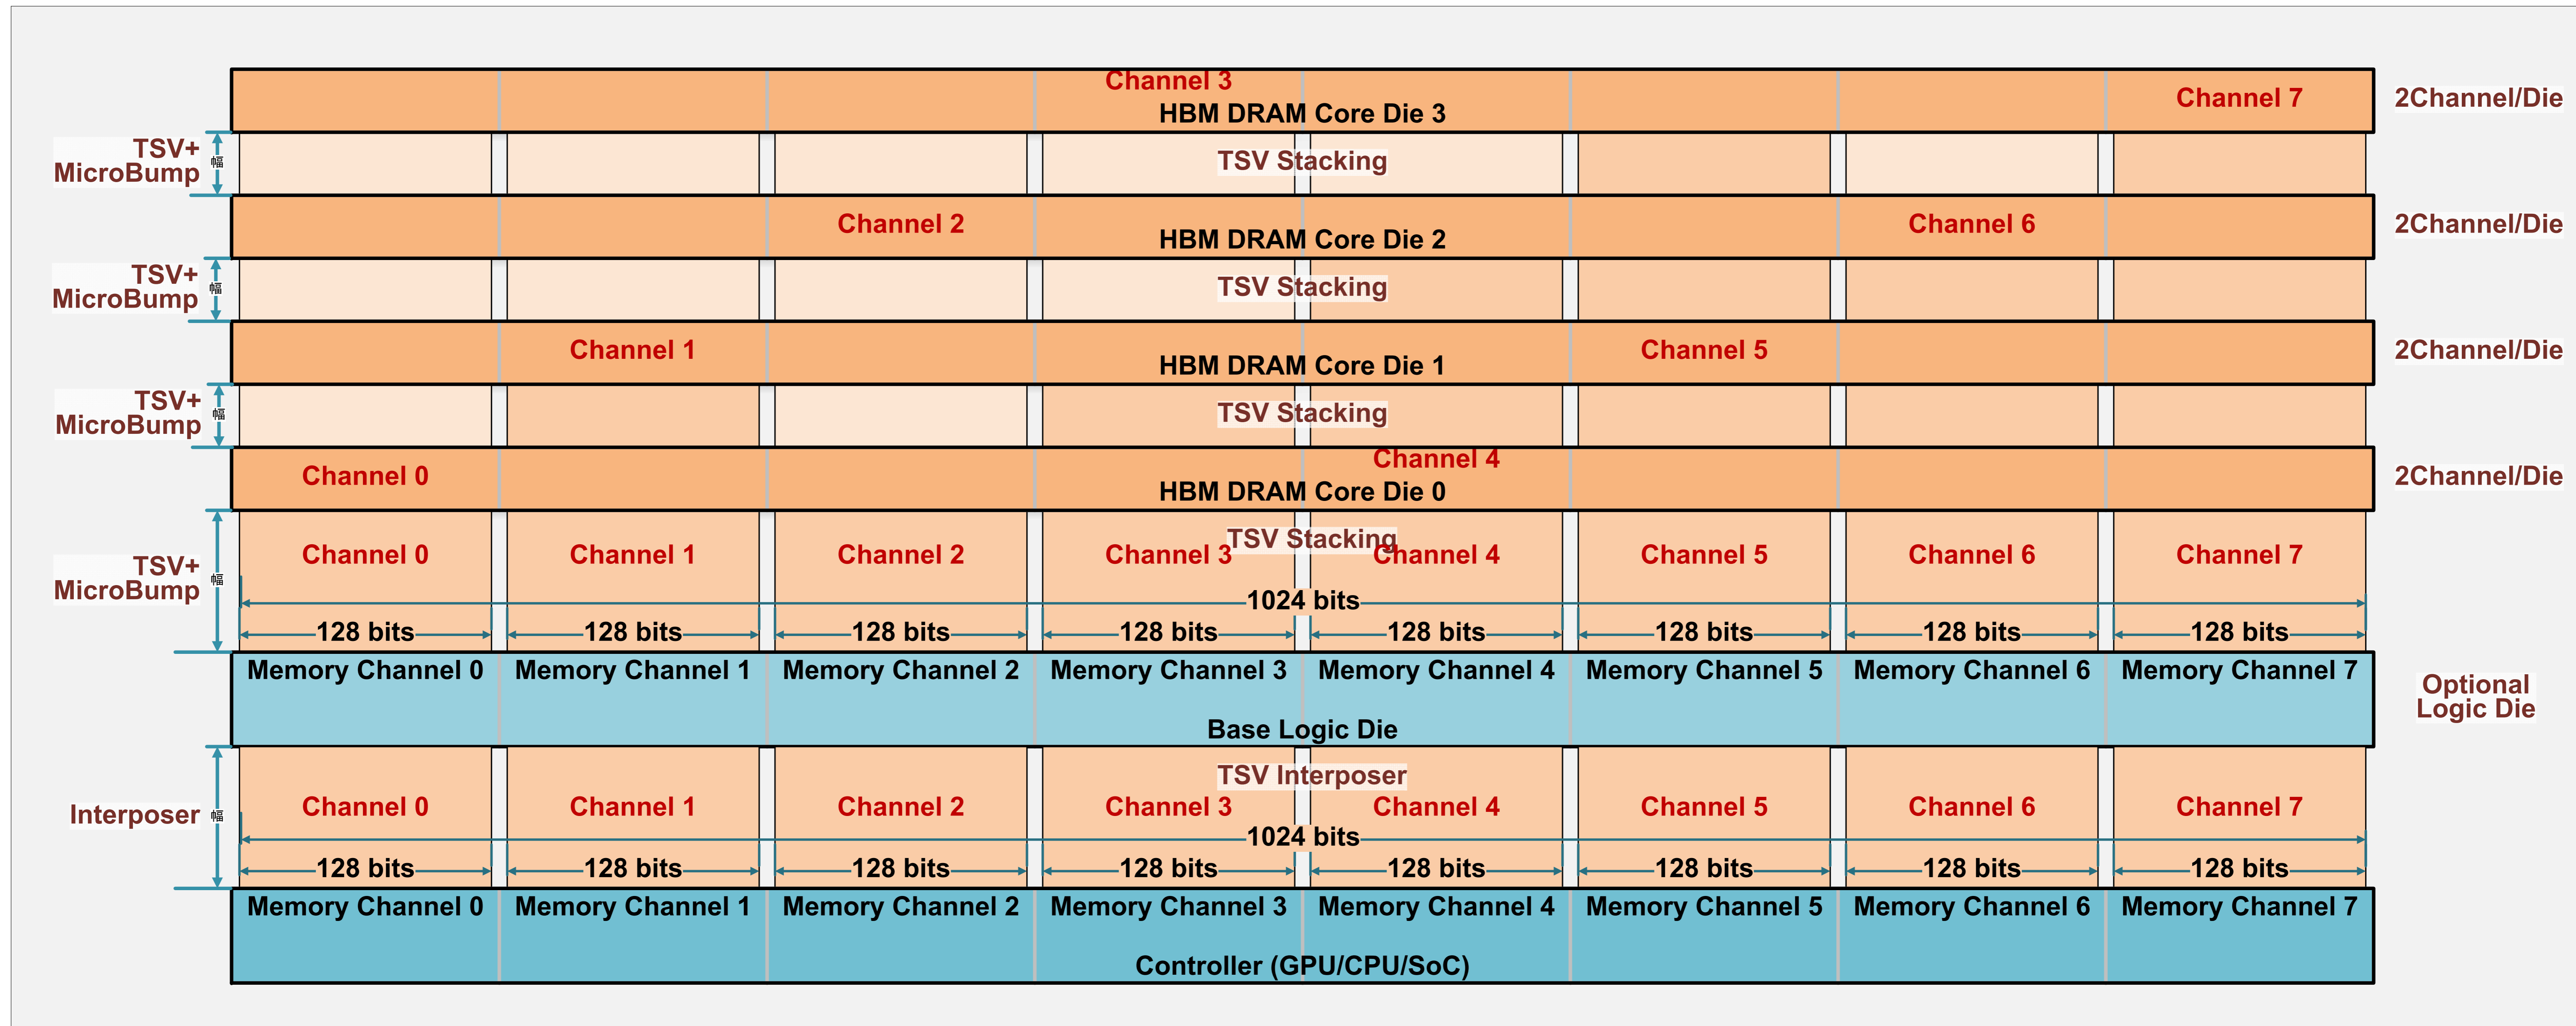 Channel 3
HBM DRAM Core Die 3
Channel 7
2Channel/Die
TSV+
MicroBump
幅
TSV Stacking
Channel 2
HBM DRAM Core Die 2
Channel 6
2Channel/Die
TSV+
MicroBump
幅
TSV Stacking
Channel 1
HBM DRAM Core Die 1
Channel 5
2Channel/Die
TSV+
MicroBump
幅
TSV Stacking
Channel 0
Channel 4
HBM DRAM Core Die 0
2Channel/Die
TSV+
MicroBump
幅
TSV Stacking
Channel 0
Channel 1
Channel 2
Channel 3
Channel 4
Channel 5
Channel 6
Channel 7
1024 bits
128 bits
128 bits
128 bits
128 bits
128 bits
128 bits
128 bits
128 bits
Memory Channel 0
Memory Channel 1
Memory Channel 2
Memory Channel 3
Memory Channel 4
Memory Channel 5
Memory Channel 6
Memory Channel 7
Base Logic Die
Optional
Logic Die
Interposer
幅
TSV Interposer
Channel 0
Channel 1
Channel 2
Channel 3
Channel 4
Channel 5
Channel 6
Channel 7
1024 bits
128 bits
128 bits
128 bits
128 bits
128 bits
128 bits
128 bits
128 bits
Memory Channel 0
Memory Channel 1
Memory Channel 2
Memory Channel 3
Memory Channel 4
Memory Channel 5
Memory Channel 6
Memory Channel 7
Controller (GPU/CPU/SoC)